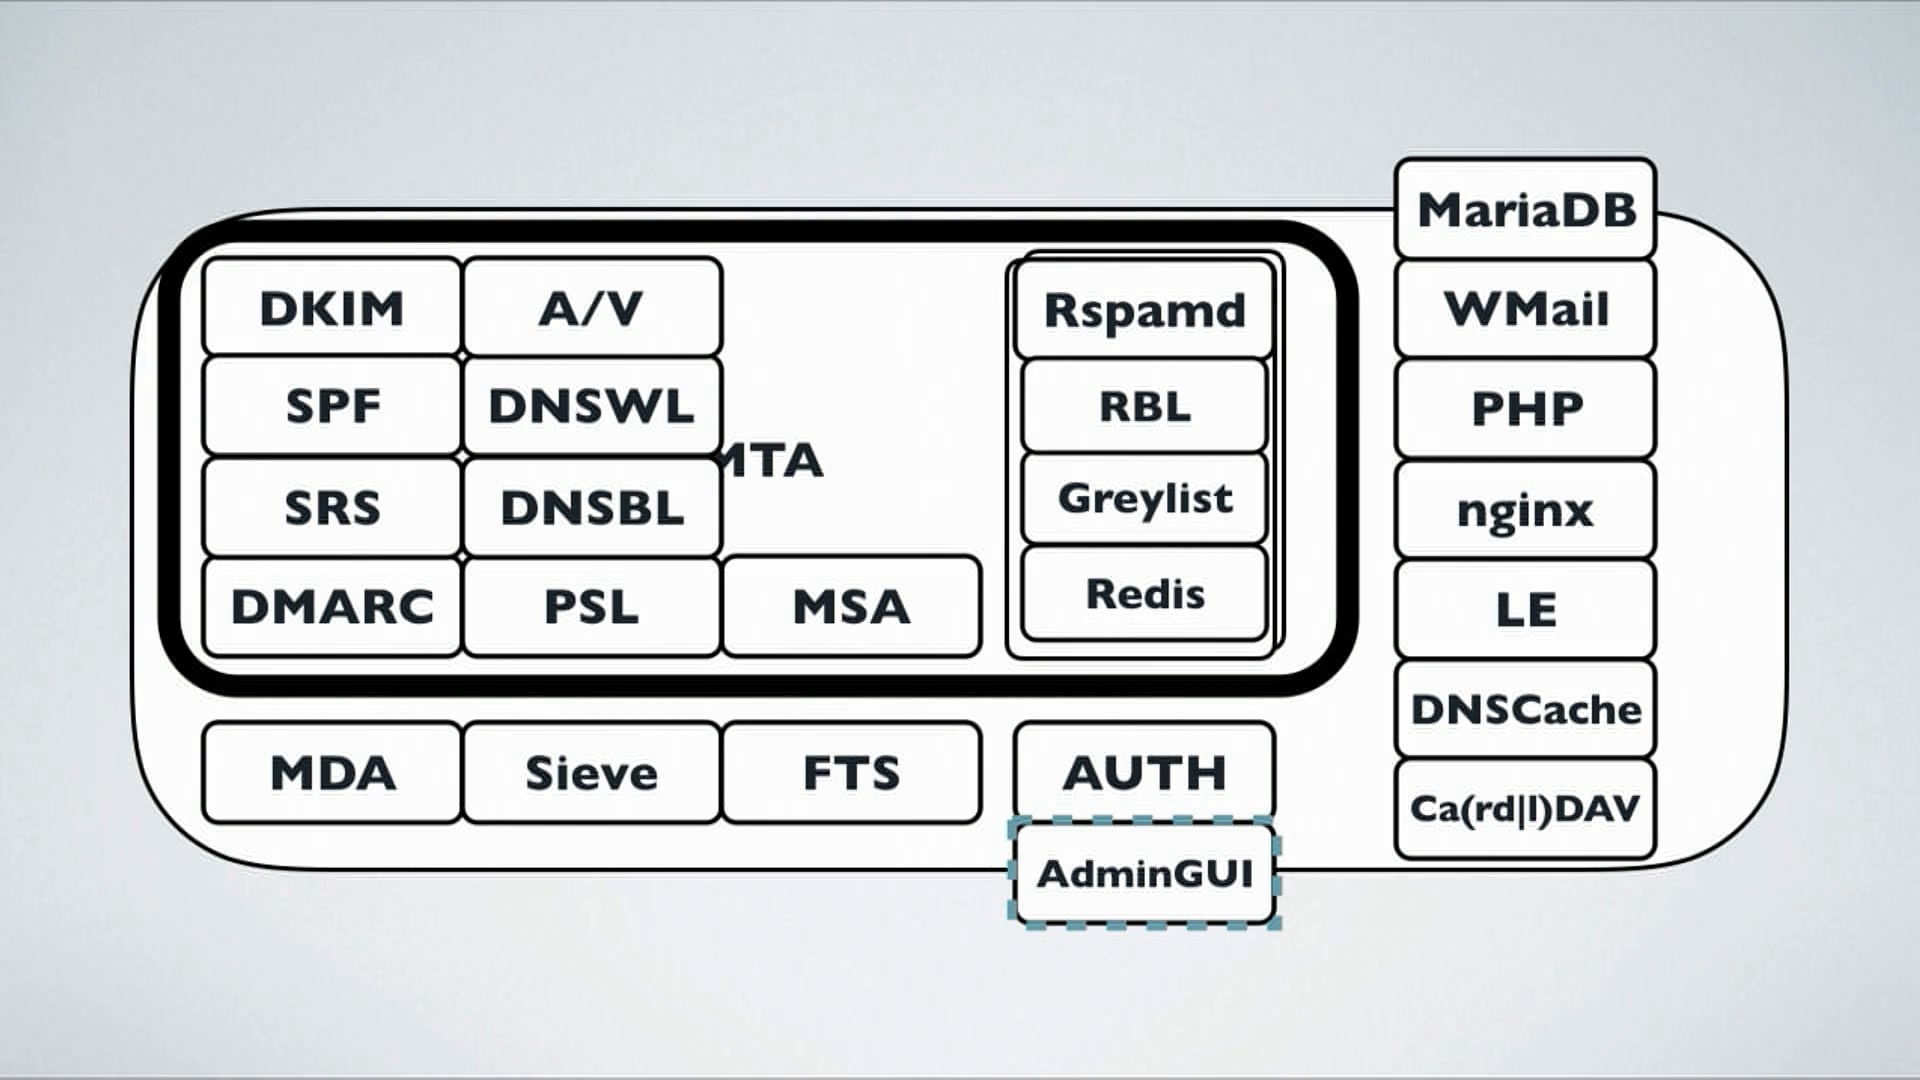 MariaDB
DKIM
A/V
Rspamd
WMail
SPF
DNSWL
RBL
PHP
MTA
SRS
DNSBL
Greylist
nginx
DMARC
PSL
MSA
Redis
LE
DNSCache
MDA
Sieve
FTS
AUTH
Ca(rd|l)DAV
AdminGUI